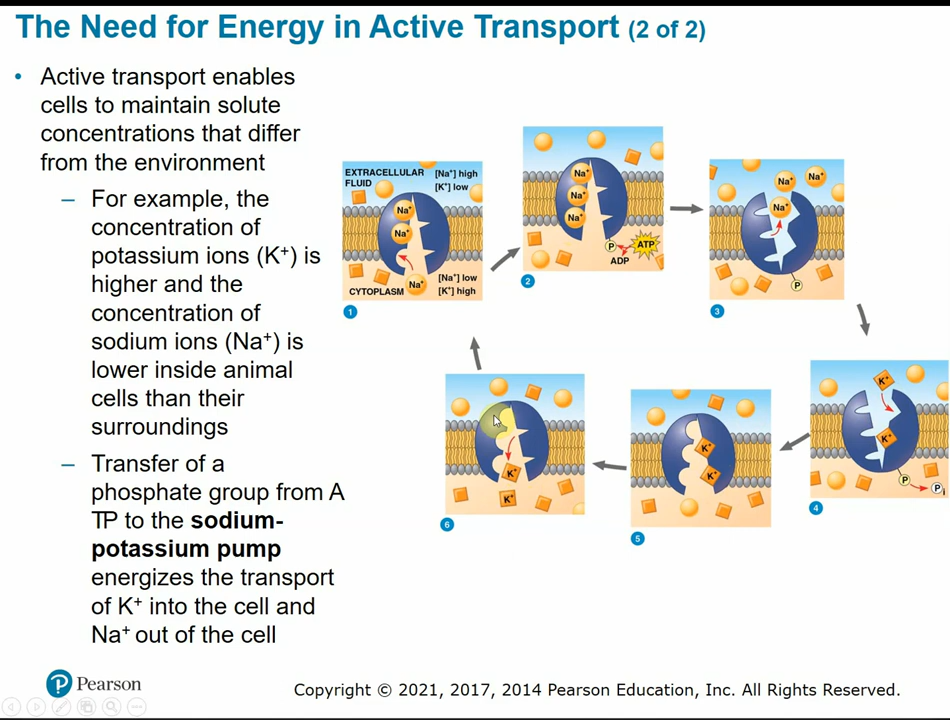 The Need for Energy in Active Transport (2 of 2)
• Active transport enables
cells to maintain solute
concentrations that differ
from the environment
– For example, the
concentration of
potassium ions (K⁺) is
higher and the
concentration of
sodium ions (Na⁺) is
lower inside animal
cells than their
surroundings
– Transfer of a
phosphate group from A
TP to the sodium-
potassium pump
energizes the transport
of K⁺ into the cell and
Na⁺ out of the cell
EXTRACELLULAR
FLUID
[Na⁺] high
[K⁺] low
Na⁺
Na⁺
Na⁺
[Na⁺] low
[K⁺] high
CYTOPLASM
1
Na⁺
Na⁺
Na⁺
P
ATP
ADP
2
Na⁺
Na⁺
Na⁺
P
3
K⁺
K⁺
P
Pi
4
K⁺
K⁺
5
K⁺
K⁺
6
Pearson
Copyright © 2021, 2017, 2014 Pearson Education, Inc. All Rights Reserved.